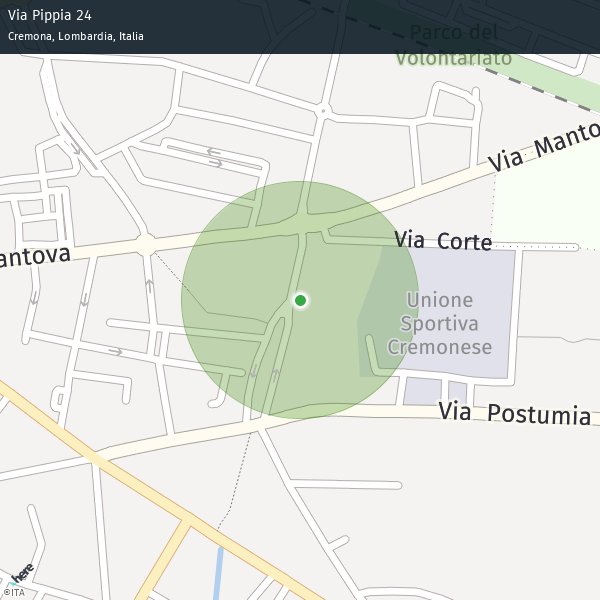 Via Pippia 24
Cremona, Lombardia, Italia
Parco del
Volontariato
Via Manto
Via Corte
antova
Unione
Sportiva
Cremonese
Via Postumia
here
©ITA